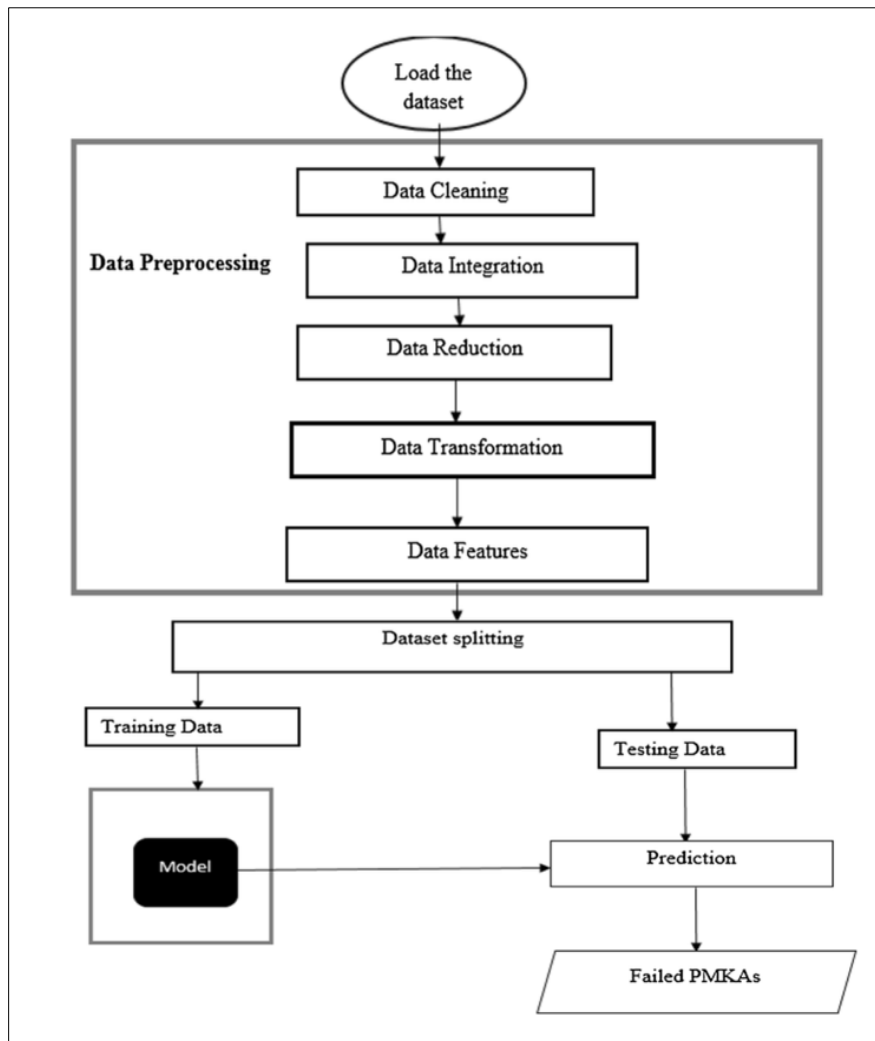 Load the
dataset
Data Cleaning
Data Preprocessing
Data Integration
Data Reduction
Data Transformation
Data Features
Dataset splitting
Training Data
Testing Data
Model
Prediction
Failed PMKAs